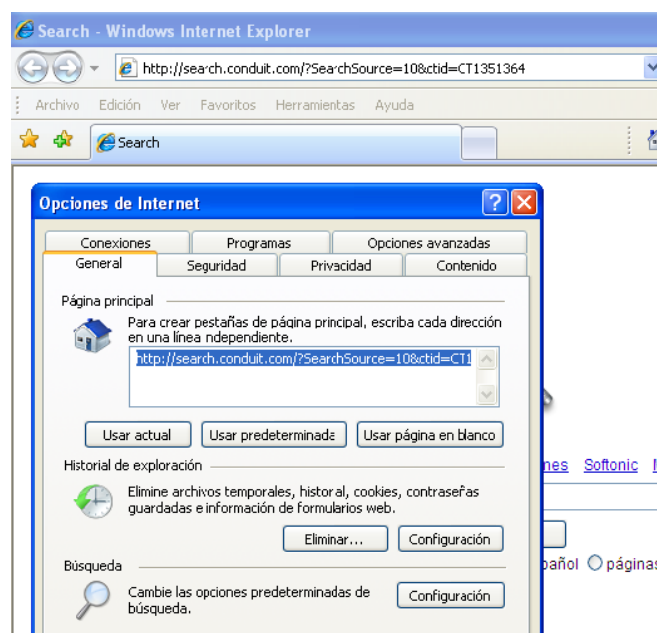 Search - Windows Internet Explorer
http://search.conduit.com/?SearchSource=10&ctid=CT1351364
Archivo Edición Ver Favoritos Herramientas Ayuda
Search
Opciones de Internet
Conexiones Programas Opciones avanzadas
General Seguridad Privacidad Contenido
Página principal
Para crear pestañas de página principal, escriba cada dirección
en una línea ndependiente.
http://search.conduit.com/?SearchSource=10&ctid=CT1
Usar actual Usar predeterminada Usar página en blanco
Historial de exploración
nes Softonic
Elimine archivos temporales, historal, cookies, contraseñas
guardadas e información de formularios web.
Eliminar... Configuración
Búsqueda
pañol páginas
Cambie las opciones predeterminadas de
búsqueda.
Configuración